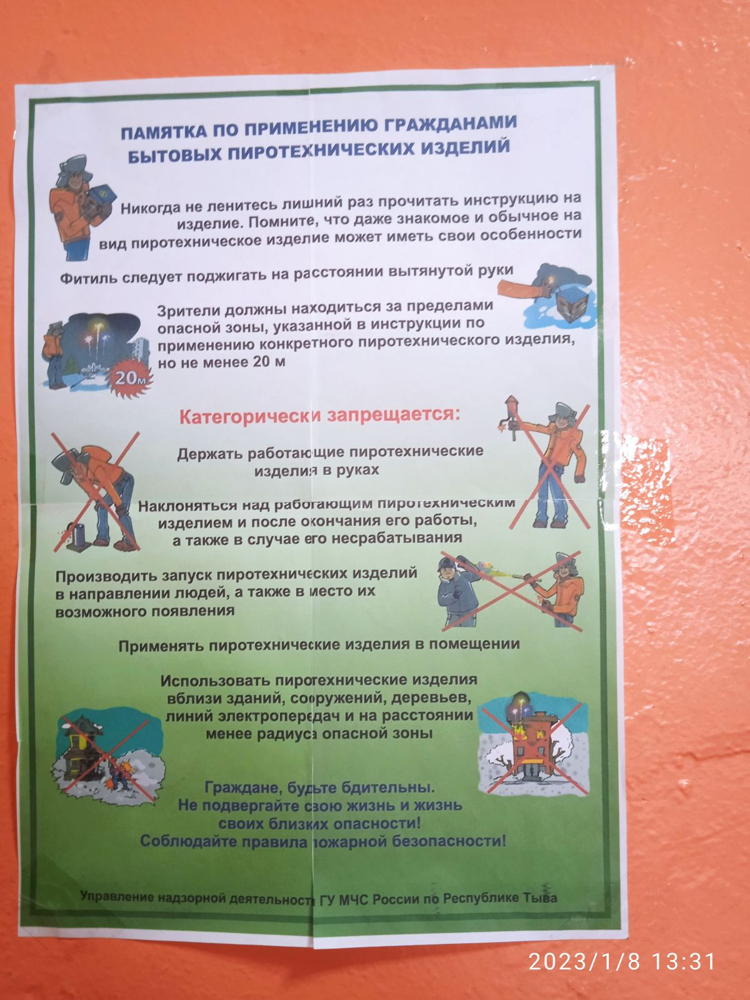 ПАМЯТКА ПО ПРИМЕНЕНИЮ ГРАЖДАНАМИ
БЫТОВЫХ ПИРОТЕХНИЧЕСКИХ ИЗДЕЛИЙ
Никогда не ленитесь лишний раз прочитать инструкцию на
изделие. Помните, что даже знакомое и обычное на
вид пиротехническое изделие может иметь свои особенности
Фитиль следует поджигать на расстоянии вытянутой руки
Зрители должны находиться за пределами
опасной зоны, указанной в инструкции по
применению конкретного пиротехнического изделия,
но не менее 20 м
20м
Категорически запрещается:
Держать работающие пиротехнические
изделия в руках
Наклоняться над работающим пиротехническим
изделием и после окончания его работы,
а также в случае его несрабатывания
Производить запуск пиротехнических изделий
в направлении людей, а также в место их
возможного появления
Применять пиротехнические изделия в помещении
Использовать пиротехнические изделия
вблизи зданий, сооружений, деревьев,
линий электропередач и на расстоянии
менее радиуса опасной зоны
Граждане, будьте бдительны.
Не подвергайте свою жизнь и жизнь
своих близких опасности!
Соблюдайте правила пожарной безопасности!
Управление надзорной деятельности ГУ МЧС России по Республике Тыва
2023/1/8 13:31